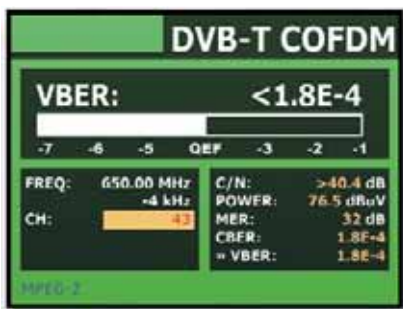 DVB-T COFDM
VBER: <1.8E-4
-7 -6 -5 QEF -3 -2 -1
FREQ: 650.00 MHz
-4 kHz
CH: 43
C/N: >40.4 dB
POWER: 76.5 dBuV
MER: 32 dB
CBER: 1.8E-4
» VBER: 1.8E-4
MPEG-2